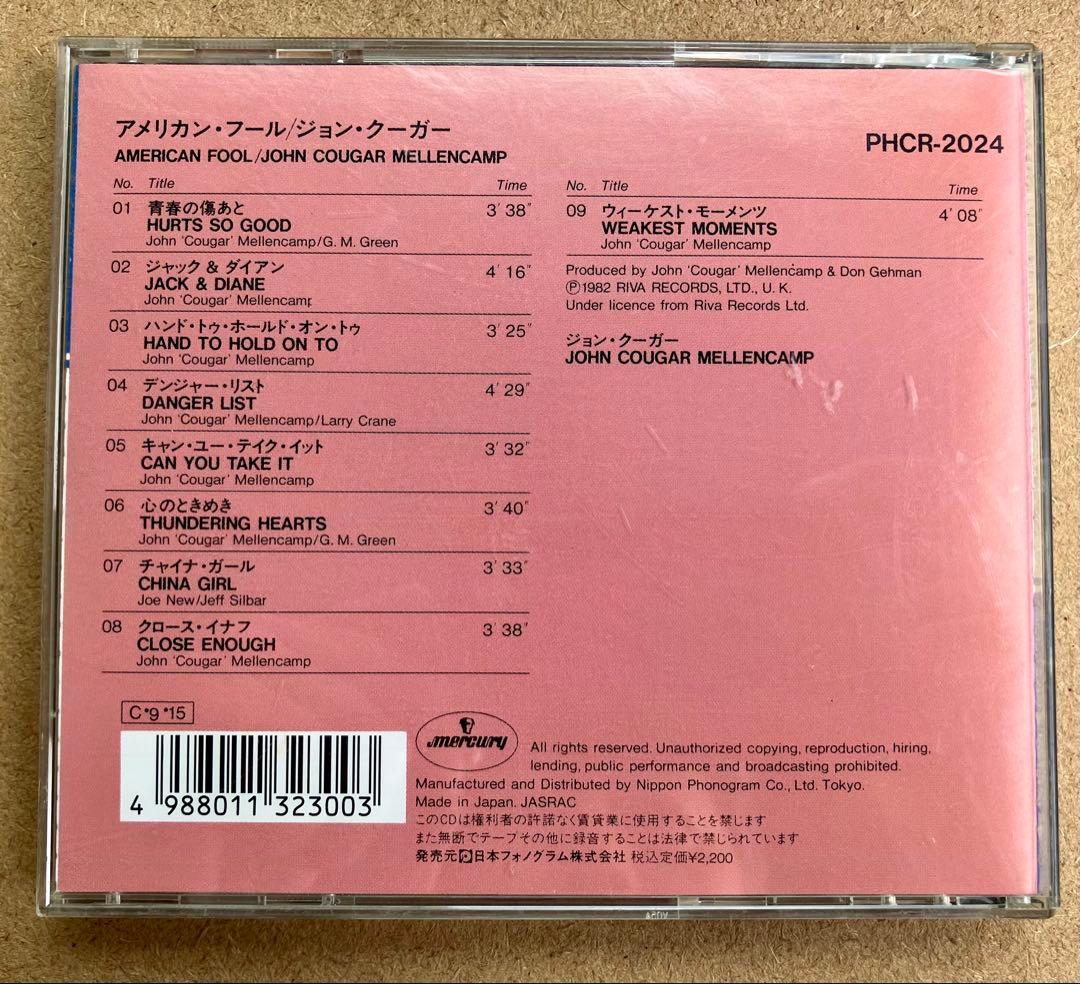 アメリカン・フール/ジョン・クーガー
AMERICAN FOOL/JOHN COUGAR MELLENCAMP
PHCR-2024
No. Title Time
01 青春の傷あと 3′38″
HURTS SO GOOD
John 'Cougar' Mellencamp/G. M. Green
02 ジャック & ダイアン 4′16″
JACK & DIANE
John 'Cougar' Mellencamp
03 ハンド・トゥ・ホールド・オン・トゥ 3′25″
HAND TO HOLD ON TO
John 'Cougar' Mellencamp
04 デンジャー・リスト 4′29″
DANGER LIST
John 'Cougar' Mellencamp/Larry Crane
05 キャン・ユー・テイク・イット 3′32″
CAN YOU TAKE IT
John 'Cougar' Mellencamp
06 心のときめき 3′40″
THUNDERING HEARTS
John 'Cougar' Mellencamp/G. M. Green
07 チャイナ・ガール 3′33″
CHINA GIRL
Joe New/Jeff Silbar
08 クロース・イナフ 3′38″
CLOSE ENOUGH
John 'Cougar' Mellencamp
No. Title Time
09 ウィーケスト・モーメンツ 4′08″
WEAKEST MOMENTS
John 'Cougar' Mellencamp
Produced by John 'Cougar' Mellencamp & Don Gehman
Ⓟ1982 RIVA RECORDS, LTD., U. K.
Under licence from Riva Records Ltd.
ジョン・クーガー
JOHN COUGAR MELLENCAMP
C•9•15
4 988011 323003
mercury
All rights reserved. Unauthorized copying, reproduction, hiring,
lending, public performance and broadcasting prohibited.
Manufactured and Distributed by Nippon Phonogram Co., Ltd. Tokyo.
Made in Japan. JASRAC
このCDは権利者の許諾なく賃貸業に使用することを禁じます
また無断でテープその他に録音することは法律で禁じられています
発売元 日本フォノグラム株式会社 税込定価¥2,200